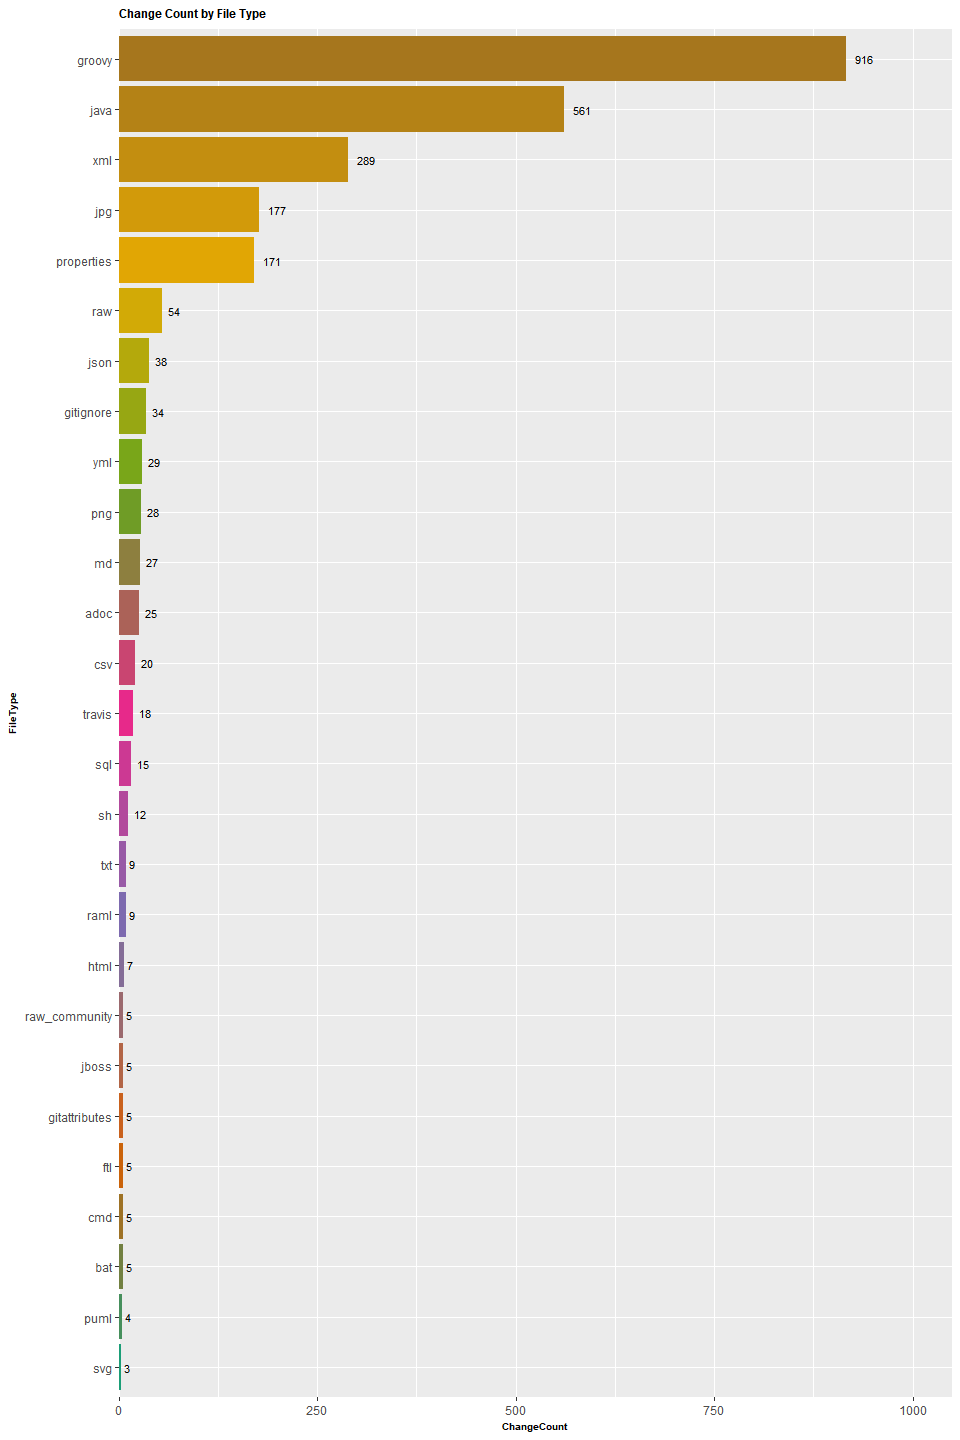 Change Count by File Type
groovy 916
java 561
xml 289
jpg 177
properties 171
raw 54
json 38
gitignore 34
yml 29
png 28
md 27
adoc 25
csv 20
travis 18
sql 15
sh 12
txt 9
raml 9
html 7
raw_community 5
jboss 5
gitattributes 5
ftl 5
cmd 5
bat 5
puml 4
svg 3
0 250 500 750 1000
ChangeCount
FileType